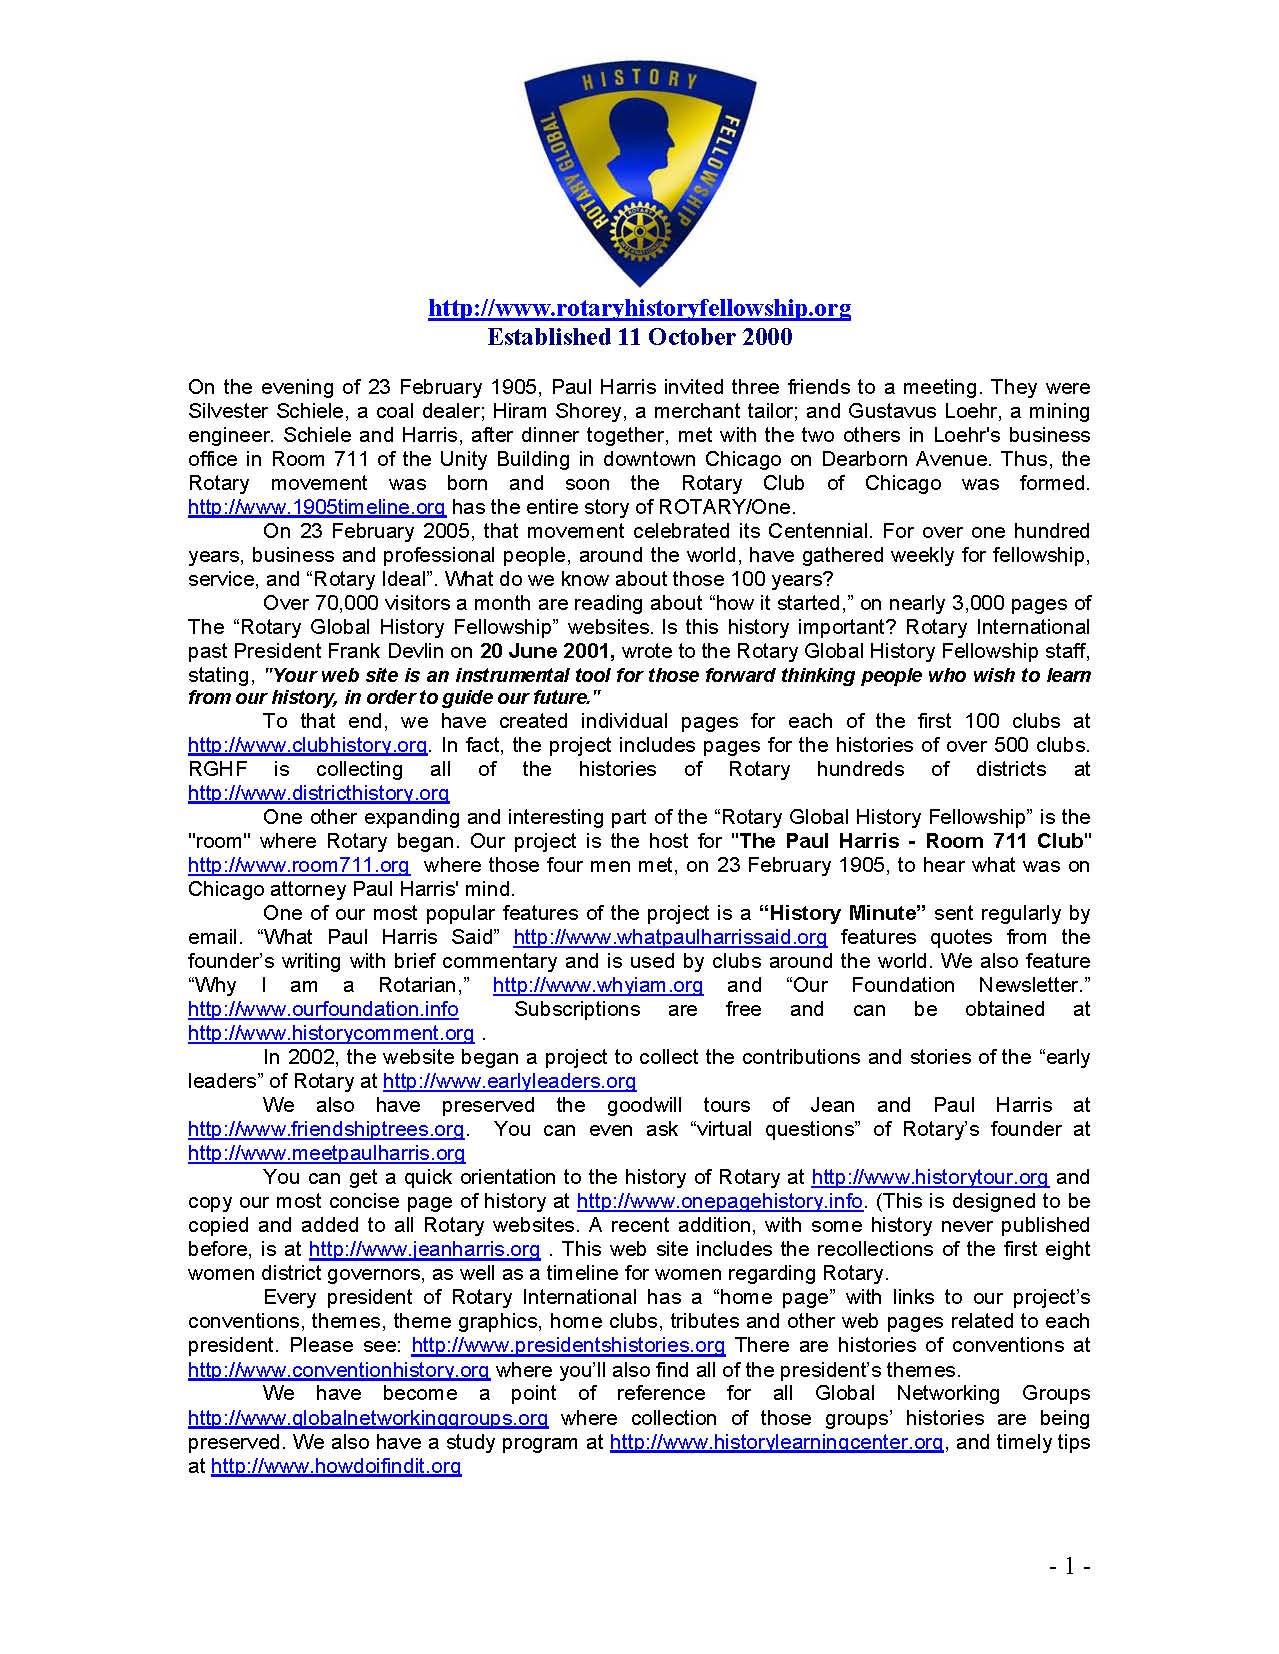 HISTORY
ROTARY GLOBAL
FELLOWSHIP
ROTARY
INTERNATIONAL
http://www.rotaryhistoryfellowship.org
Established 11 October 2000
On the evening of 23 February 1905, Paul Harris invited three friends to a meeting. They were
Silvester Schiele, a coal dealer; Hiram Shorey, a merchant tailor; and Gustavus Loehr, a mining
engineer. Schiele and Harris, after dinner together, met with the two others in Loehr's business
office in Room 711 of the Unity Building in downtown Chicago on Dearborn Avenue. Thus, the
Rotary movement was born and soon the Rotary Club of Chicago was formed.
http://www.1905timeline.org has the entire story of ROTARY/One.
On 23 February 2005, that movement celebrated its Centennial. For over one hundred
years, business and professional people, around the world, have gathered weekly for fellowship,
service, and “Rotary Ideal”. What do we know about those 100 years?
Over 70,000 visitors a month are reading about “how it started,” on nearly 3,000 pages of
The “Rotary Global History Fellowship” websites. Is this history important? Rotary International
past President Frank Devlin on 20 June 2001, wrote to the Rotary Global History Fellowship staff,
stating, "Your web site is an instrumental tool for those forward thinking people who wish to learn
from our history, in order to guide our future."
To that end, we have created individual pages for each of the first 100 clubs at
http://www.clubhistory.org. In fact, the project includes pages for the histories of over 500 clubs.
RGHF is collecting all of the histories of Rotary hundreds of districts at
http://www.districthistory.org
One other expanding and interesting part of the “Rotary Global History Fellowship” is the
"room" where Rotary began. Our project is the host for "The Paul Harris - Room 711 Club"
http://www.room711.org where those four men met, on 23 February 1905, to hear what was on
Chicago attorney Paul Harris' mind.
One of our most popular features of the project is a “History Minute” sent regularly by
email. “What Paul Harris Said” http://www.whatpaulharrissaid.org features quotes from the
founder’s writing with brief commentary and is used by clubs around the world. We also feature
“Why I am a Rotarian,” http://www.whyiam.org and “Our Foundation Newsletter.”
http://www.ourfoundation.info Subscriptions are free and can be obtained at
http://www.historycomment.org .
In 2002, the website began a project to collect the contributions and stories of the “early
leaders” of Rotary at http://www.earlyleaders.org
We also have preserved the goodwill tours of Jean and Paul Harris at
http://www.friendshiptrees.org. You can even ask “virtual questions” of Rotary’s founder at
http://www.meetpaulharris.org
You can get a quick orientation to the history of Rotary at http://www.historytour.org and
copy our most concise page of history at http://www.onepagehistory.info. (This is designed to be
copied and added to all Rotary websites. A recent addition, with some history never published
before, is at http://www.jeanharris.org . This web site includes the recollections of the first eight
women district governors, as well as a timeline for women regarding Rotary.
Every president of Rotary International has a “home page” with links to our project’s
conventions, themes, theme graphics, home clubs, tributes and other web pages related to each
president. Please see: http://www.presidentshistories.org There are histories of conventions at
http://www.conventionhistory.org where you’ll also find all of the president’s themes.
We have become a point of reference for all Global Networking Groups
http://www.globalnetworkinggroups.org where collection of those groups’ histories are being
preserved. We also have a study program at http://www.historylearningcenter.org, and timely tips
at http://www.howdoifindit.org
- 1 -